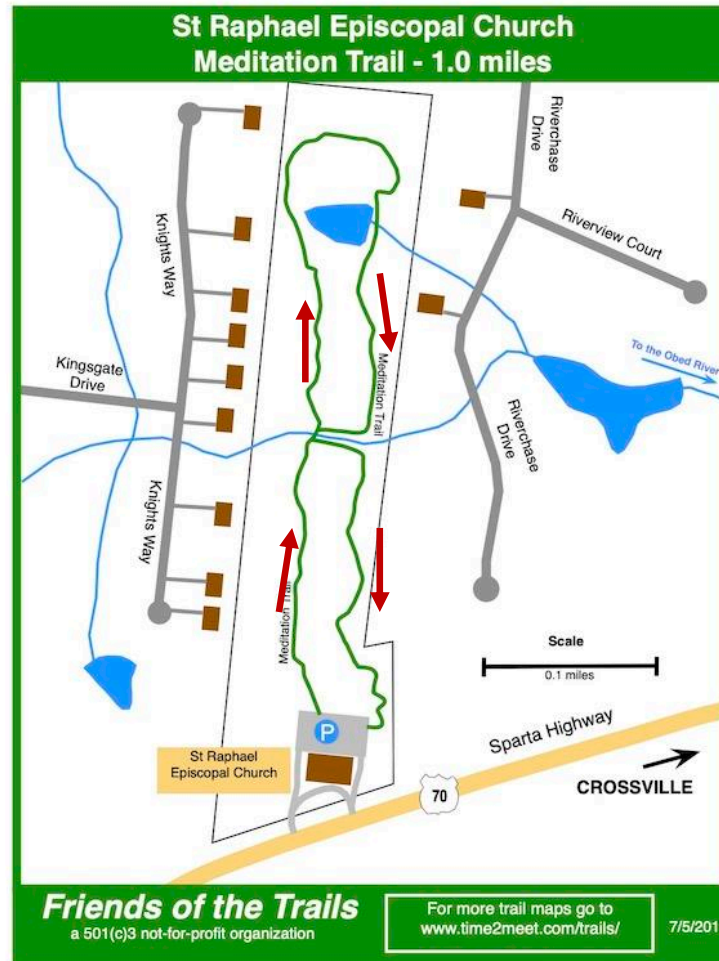 St Raphael Episcopal Church
Meditation Trail - 1.0 miles
Riverchase
Drive
Riverview Court
Knights Way
Kingsgate
Drive
To the Obed River
Meditation Trail
Riverchase
Drive
Knights Way
Meditation Trail
Scale
0.1 miles
P
St Raphael
Episcopal Church
Sparta Highway
70
CROSSVILLE
Friends of the Trails
a 501(c)3 not-for-profit organization
For more trail maps go to
www.time2meet.com/trails/
7/5/201